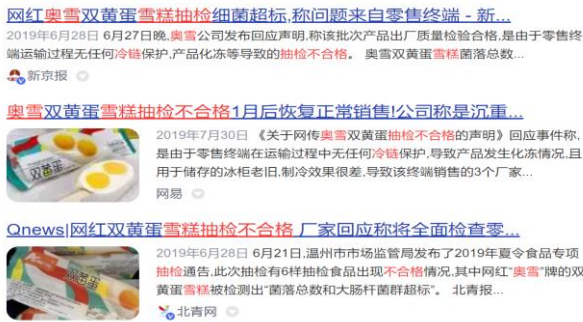 网红奥雪双黄蛋雪糕抽检细菌超标,称问题来自零售终端 - 新...
2019年6月28日 6月27日晚,奥雪公司发布回应声明,称该批次产品出厂质量检验合格,是由于零售终
端运输过程无任何冷链保护,产品化冻等导致的抽检不合格。 奥雪双黄蛋雪糕菌落总数...
新京报
奥雪双黄蛋雪糕抽检不合格1月后恢复正常销售!公司称是沉重...
2019年7月30日 《关于网传奥雪双黄蛋抽检不合格的声明》回应事件称,
是由于零售终端在运输过程中无任何冷链保护,导致产品发生化冻情况,且
用于储存的冰柜老旧,制冷效果很差,导致该终端销售的3个厂家...
网易
Qnews|网红双黄蛋雪糕抽检不合格 厂家回应称将全面检查零...
2019年6月28日 6月21日,温州市市场监管局发布了2019年夏令食品专项
抽检通告,此次抽检有6样抽检食品出现不合格情况,其中网红"奥雪"牌的双
黄蛋雪糕被检测出"菌落总数和大肠杆菌群超标"。 北青报...
北青网